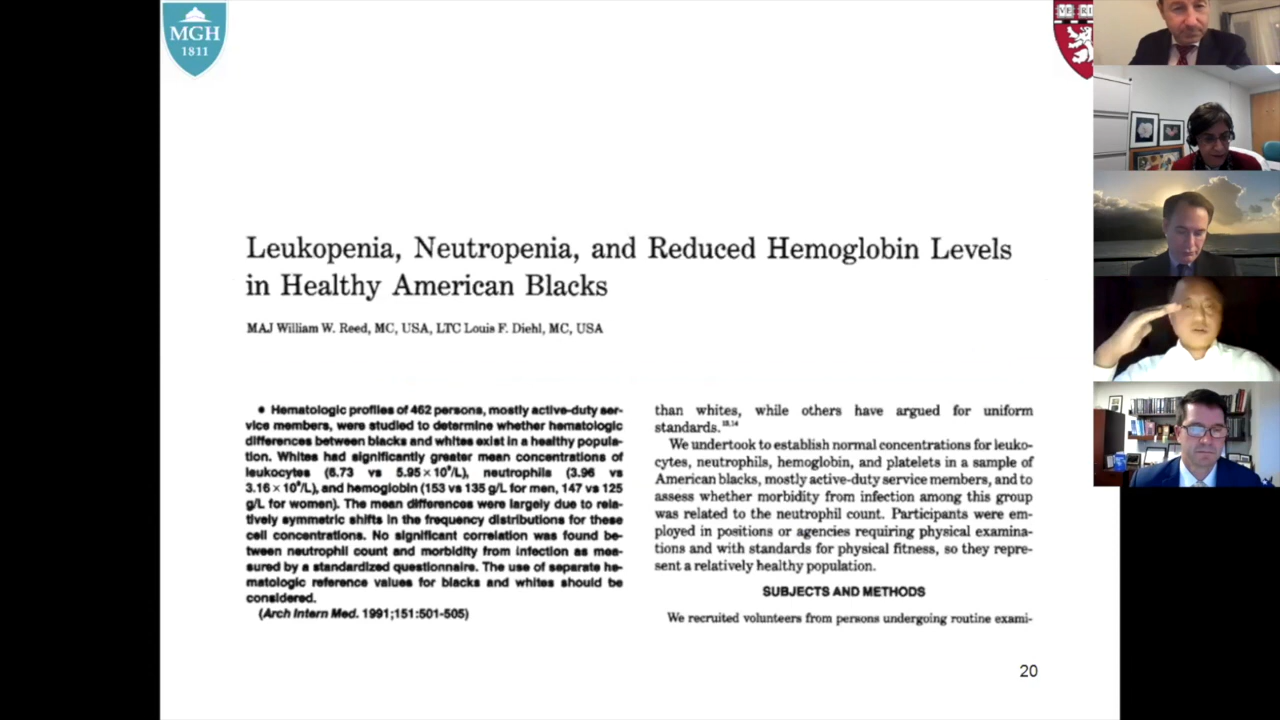 MGH
1811
VE RI
Leukopenia, Neutropenia, and Reduced Hemoglobin Levels
in Healthy American Blacks
MAJ William W. Reed, MC, USA, LTC Louis F. Diehl, MC, USA
• Hematologic profiles of 462 persons, mostly active-duty ser-
vice members, were studied to determine whether hematologic
differences between blacks and whites exist in a healthy popula-
tion. Whites had significantly greater mean concentrations of
leukocytes (6.73 vs 5.95×10⁹/L), neutrophils (3.96 vs
3.16×10⁹/L), and hemoglobin (153 vs 135 g/L for men, 147 vs 125
g/L for women). The mean differences were largely due to rela-
tively symmetric shifts in the frequency distributions for these
cell concentrations. No significant correlation was found be-
tween neutrophil count and morbidity from infection as mea-
sured by a standardized questionnaire. The use of separate he-
matologic reference values for blacks and whites should be
considered.
(Arch Intern Med. 1991;151:501-505)
than whites, while others have argued for uniform
standards.
We undertook to establish normal concentrations for leuko-
cytes, neutrophils, hemoglobin, and platelets in a sample of
American blacks, mostly active-duty service members, and to
assess whether morbidity from infection among this group
was related to the neutrophil count. Participants were em-
ployed in positions or agencies requiring physical examina-
tions and with standards for physical fitness, so they repre-
sent a relatively healthy population.
SUBJECTS AND METHODS
We recruited volunteers from persons undergoing routine exami-
20